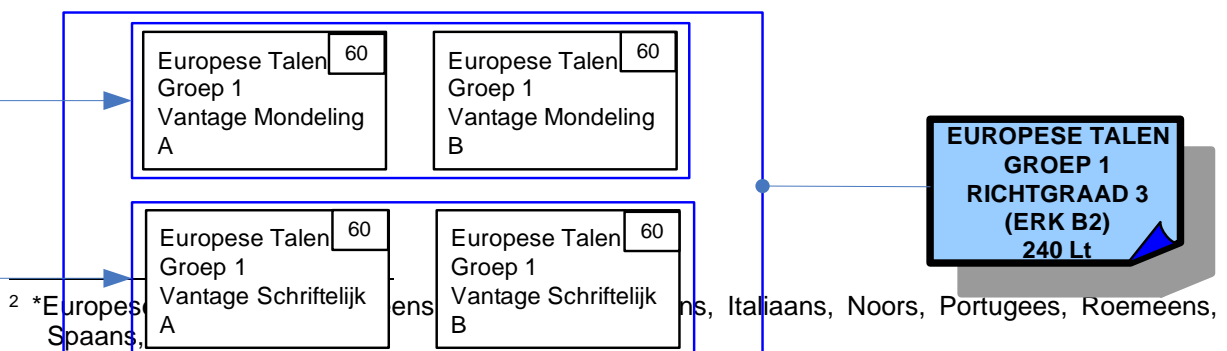 Europese Talen 60
Groep 1
Vantage Mondeling
A
Europese Talen 60
Groep 1
Vantage Mondeling
B
EUROPESE TALEN
GROEP 1
RICHTGRAAD 3
(ERK B2)
240 Lt
Europese Talen 60
Groep 1
Vantage Schriftelijk
A
Europese Talen 60
Groep 1
Vantage Schriftelijk
B
2 *Europes ens ns, Italiaans, Noors, Portugees, Roemeens,
Spaans,